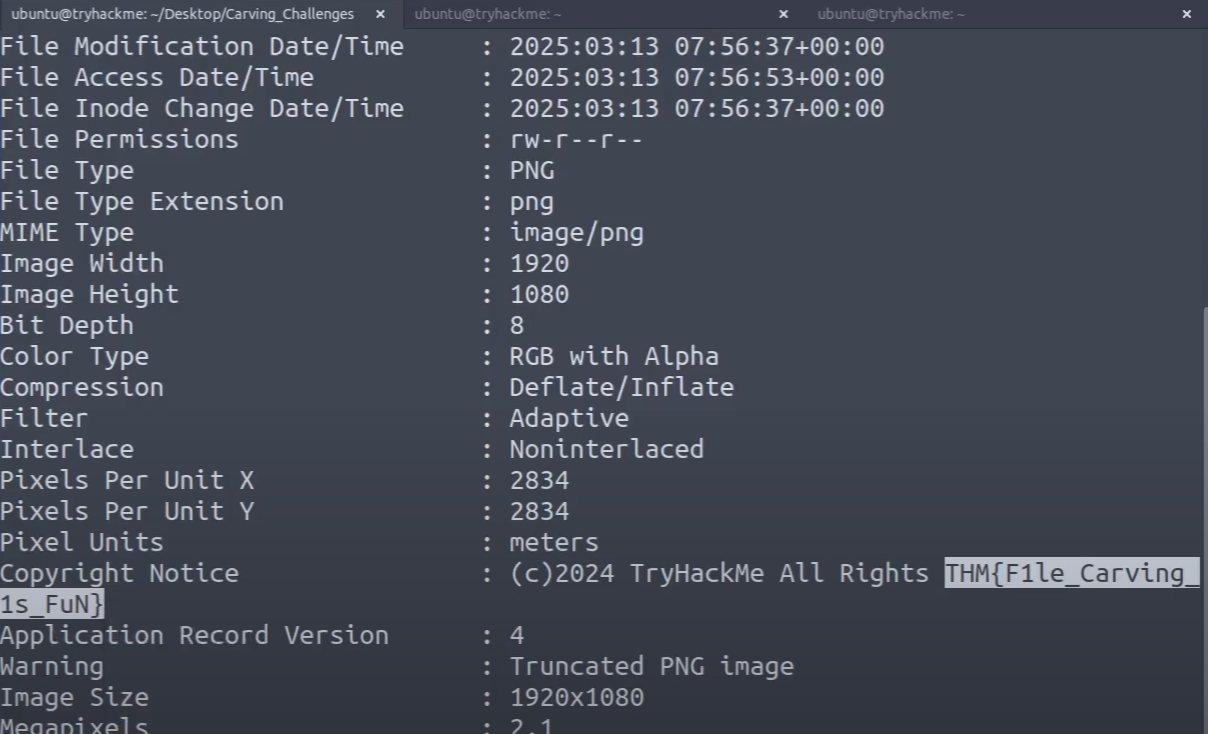 ubuntu@tryhackme: ~/Desktop/Carving_Challenges × ubuntu@tryhackme: ~ × ubuntu@tryhackme: ~ ×
File Modification Date/Time : 2025:03:13 07:56:37+00:00
File Access Date/Time : 2025:03:13 07:56:53+00:00
File Inode Change Date/Time : 2025:03:13 07:56:37+00:00
File Permissions : rw-r--r--
File Type : PNG
File Type Extension : png
MIME Type : image/png
Image Width : 1920
Image Height : 1080
Bit Depth : 8
Color Type : RGB with Alpha
Compression : Deflate/Inflate
Filter : Adaptive
Interlace : Noninterlaced
Pixels Per Unit X : 2834
Pixels Per Unit Y : 2834
Pixel Units : meters
Copyright Notice : (c)2024 TryHackMe All Rights THM{F1le_Carving_
1s_FuN}
Application Record Version : 4
Warning : Truncated PNG image
Image Size : 1920x1080
Megapixels : 2.1